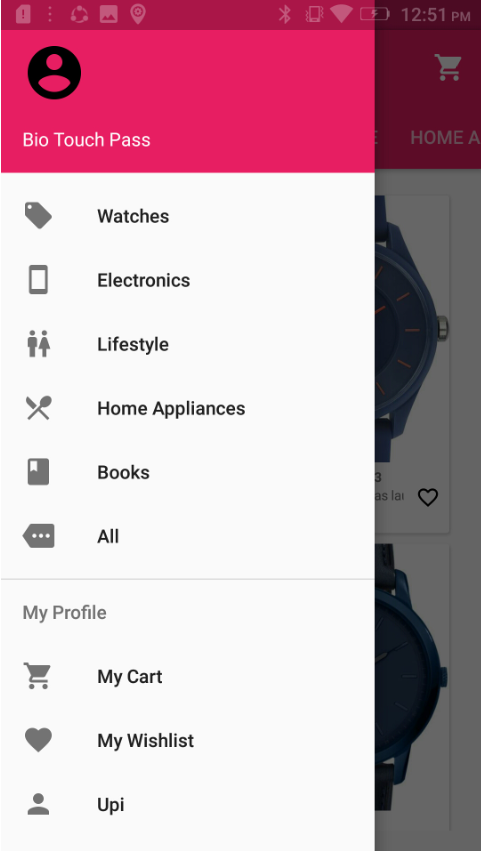 12:51 PM
Bio Touch Pass
HOME A
Watches
Electronics
Lifestyle
Home Appliances
Books
All
My Profile
My Cart
My Wishlist
Upi